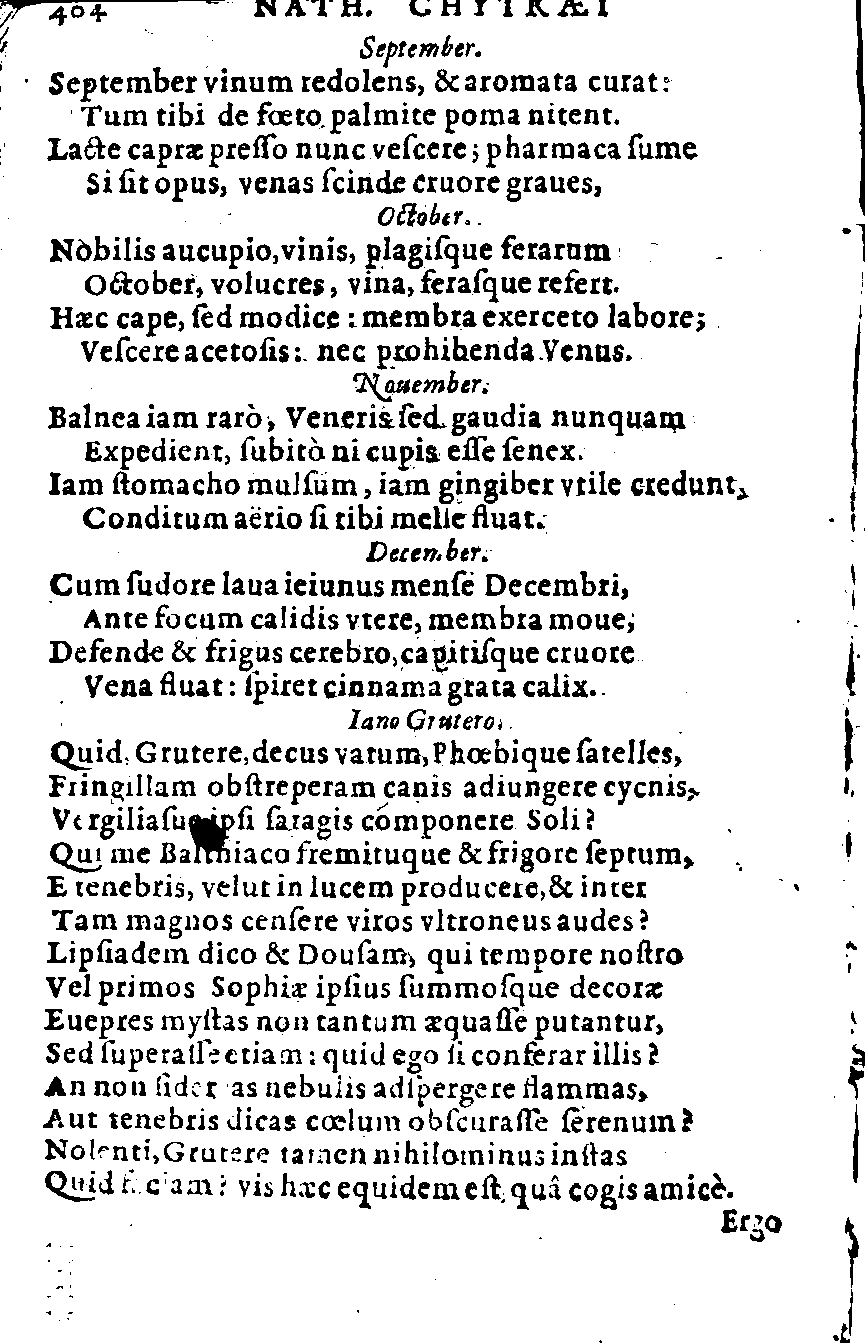 404 NATH. CHYTRÆI
September.
September vinum redolens, & aromata curat:
Tum tibi de fœto palmite poma nitent.
Lacte capræ presso nunc veſcere; pharmaca ſume
Si ſit opus, venas ſcinde cruore graues,
October.
Nobilis aucupio, vinis, plagiſque ferarum
October, volucres, vina, feraſque refert.
Hæc cape, ſed modice: membra exerceto labore;
Veſcere acetoſis: nec prohibenda Venus.
Nouember.
Balnea iam rarò, Veneris ſed gaudia nunquam
Expedient, ſubitò ni cupis eſſe ſenex.
Iam ſtomacho mulſum, iam gingiber vtile credunt,
Conditum aërio ſi tibi melle fluat.
December.
Cum ſudore laua ieiunus menſe Decembri,
Ante focum calidis vtere, membra moue;
Defende & frigus cerebro, capitiſque cruore
Vena fluat: ſpiret cinnama grata calix.
Iano Grutero.
Quid, Grutere, decus vatum, Phœbique ſatelles,
Fringillam obſtreperam canis adiungere cycnis,
Vergiliaſue ipſi ſatagis componere Soli?
Qui me Balthiaco fremituque & frigore ſeptum,
E tenebris, velut in lucem producere, & inter
Tam magnos cenſere viros vltroneus audes?
Lipſiadem dico & Douſam, qui tempore noſtro
Vel primos Sophiæ ipſius ſummoſque decoræ
Euepres myſtas non tantum æquaſſe putantur,
Sed ſuperaſſe etiam: quid ego ſi conferar illis?
An non ſidereas nebulis adſpergere flammas,
Aut tenebris dicas cœlum obſcuraſſe ſerenum?
Nolenti, Grutere tamen nihilominus inſtas
Quid faciam? vis hæc equidem eſt, quâ cogis amicè.
Ergo